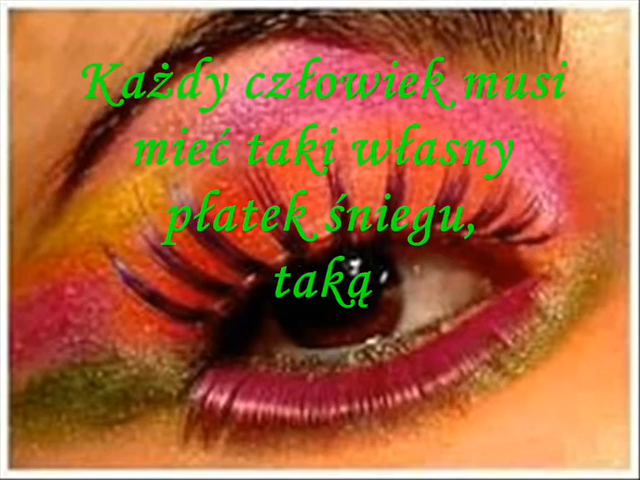 Każdy człowiek musi
mieć taki własny
płatek śniegu,
taką